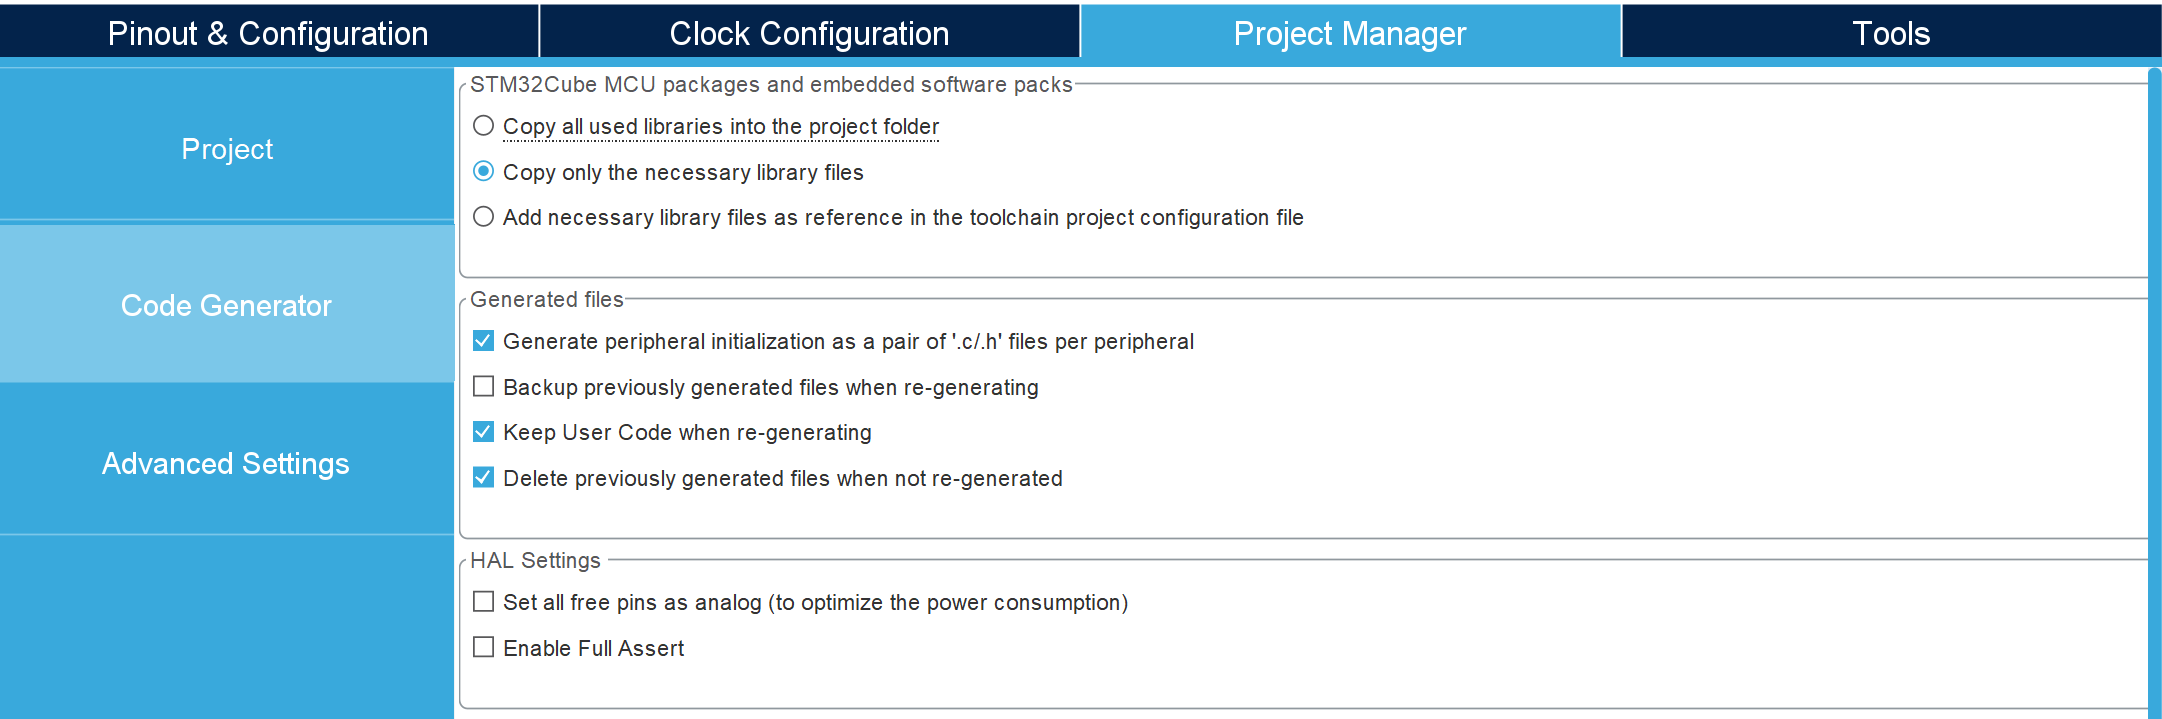 Pinout & Configuration
Clock Configuration
Project Manager
Tools
Project
Code Generator
Advanced Settings
STM32Cube MCU packages and embedded software packs
Copy all used libraries into the project folder
Copy only the necessary library files
Add necessary library files as reference in the toolchain project configuration file
Generated files
Generate peripheral initialization as a pair of '.c/.h' files per peripheral
Backup previously generated files when re-generating
Keep User Code when re-generating
Delete previously generated files when not re-generated
HAL Settings
Set all free pins as analog (to optimize the power consumption)
Enable Full Assert